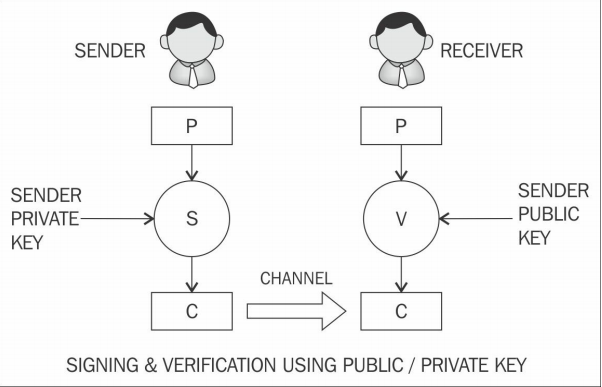 SENDER
RECEIVER
P
P
SENDER
PRIVATE
KEY
S
V
SENDER
PUBLIC
KEY
CHANNEL
C
C
SIGNING & VERIFICATION USING PUBLIC / PRIVATE KEY